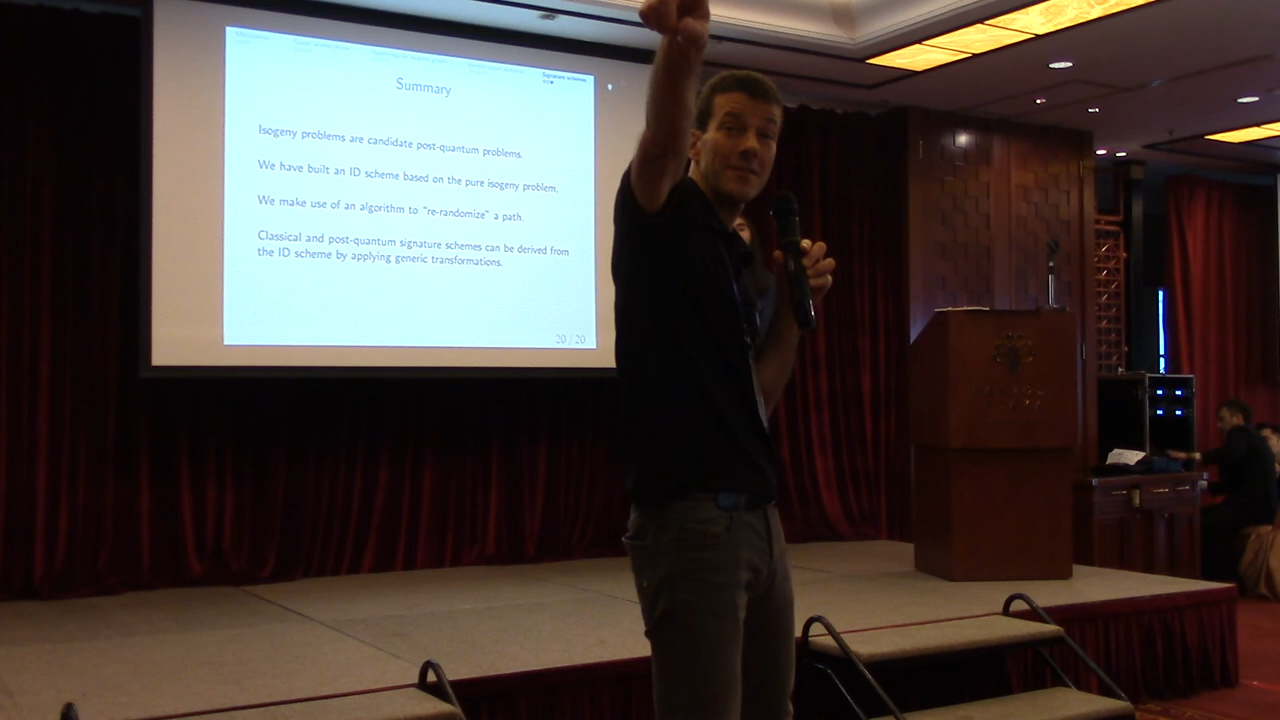 Signature schemes
Summary
Isogeny problems are candidate post-quantum problems.
We have built an ID scheme based on the pure isogeny problem.
We make use of an algorithm to "re-randomize" a path.
Classical and post-quantum signature schemes can be derived from
the ID scheme by applying generic transformations.
20 / 20